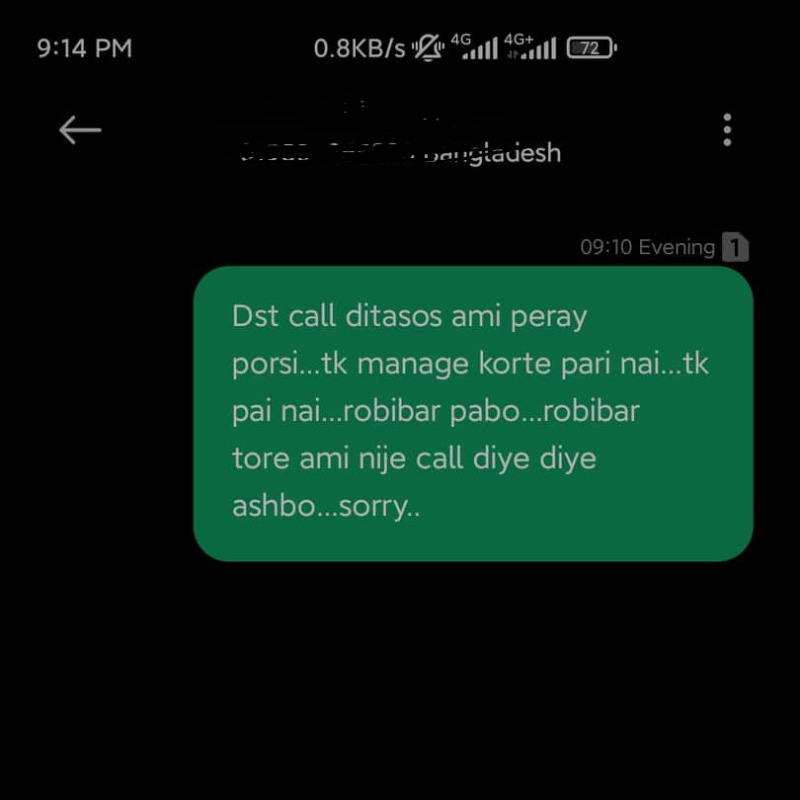 9:14 PM 0.8KB/s 4G 4G+ 72
Bangladesh
09:10 Evening 1
Dst call ditasos ami peray
porsi...tk manage korte pari nai...tk
pai nai...robibar pabo...robibar
tore ami nije call diye diye
ashbo...sorry..